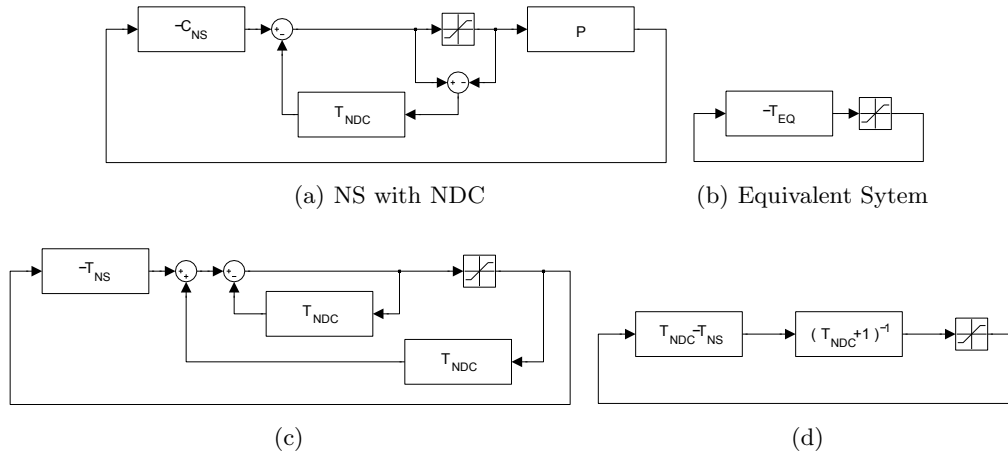 −C_NS
+
−
P
+ −
T_NDC
(a) NS with NDC
−T_EQ
(b) Equivalent Sytem
−T_NS
+
+
+
−
T_NDC
T_NDC
(c)
T_NDC−T_NS
(T_NDC+1)^−1
(d)